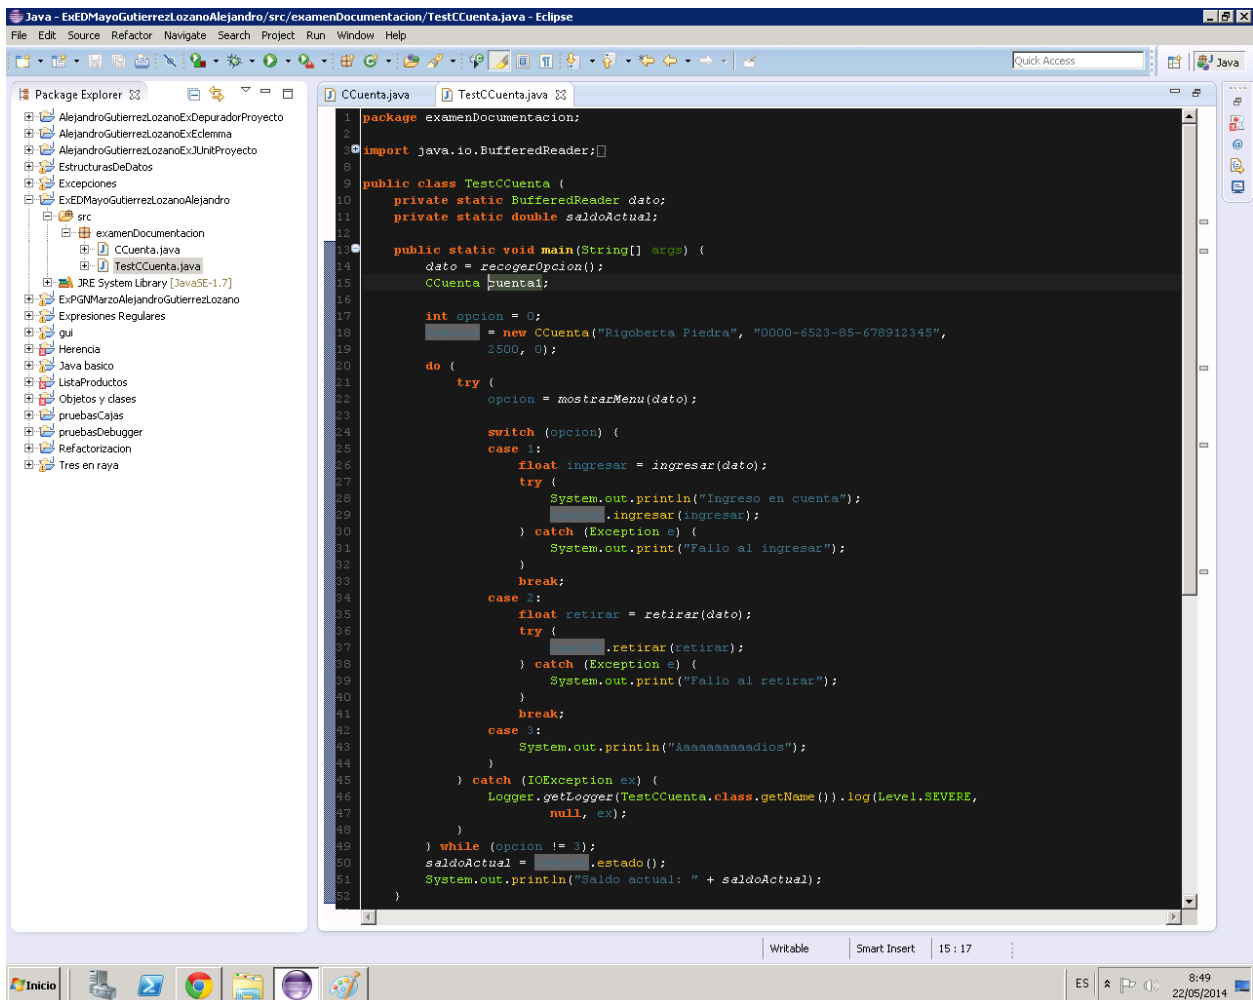 Java - ExEDMayoGutierrezLozanoAlejandro/src/examenDocumentacion/TestCCuenta.java - Eclipse
File Edit Source Refactor Navigate Search Project Run Window Help
Quick Access
Java
Package Explorer
AlejandroGutierrezLozanoExDepuradorProyecto
AlejandroGutierrezLozanoExEclemma
AlejandroGutierrezLozanoExJUnitProyecto
EstructurasDeDatos
Excepciones
ExEDMayoGutierrezLozanoAlejandro
src
examenDocumentacion
CCuenta.java
TestCCuenta.java
JRE System Library [JavaSE-1.7]
ExPGNMarzoAlejandroGutierrezLozano
Expresiones Regulares
gui
Herencia
Java basico
ListaProductos
Objetos y clases
pruebasCajas
pruebasDebugger
Refactorizacion
Tres en raya
CCuenta.java
TestCCuenta.java
1 package examenDocumentacion;
2
3 import java.io.BufferedReader;
8
9 public class TestCCuenta {
10 private static BufferedReader dato;
11 private static double saldoActual;
12
13 public static void main(String[] args) {
14 dato = recogerOpcion();
15 CCuenta cuenta1;
16
17 int opcion = 0;
18 = new CCuenta("Rigoberta Piedra", "0000-6523-85-678912345",
19 2500, 0);
20 do {
21 try {
22 opcion = mostrarMenu(dato);
23
24 switch (opcion) {
25 case 1:
26 float ingresar = ingresar(dato);
27 try {
28 System.out.println("Ingreso en cuenta");
29 .ingresar(ingresar);
30 } catch (Exception e) {
31 System.out.print("Fallo al ingresar");
32 }
33 break;
34 case 2:
35 float retirar = retirar(dato);
36 try {
37 .retirar(retirar);
38 } catch (Exception e) {
39 System.out.print("Fallo al retirar");
40 }
41 break;
42 case 3:
43 System.out.println("Aaaaaaaaaadios");
44 }
45 } catch (IOException ex) {
46 Logger.getLogger(TestCCuenta.class.getName()).log(Level.SEVERE,
47 null, ex);
48 }
49 } while (opcion != 3);
50 saldoActual = .estado();
51 System.out.println("Saldo actual: " + saldoActual);
52 }
Writable
Smart Insert
15 : 17
Inicio
ES
8:49
22/05/2014